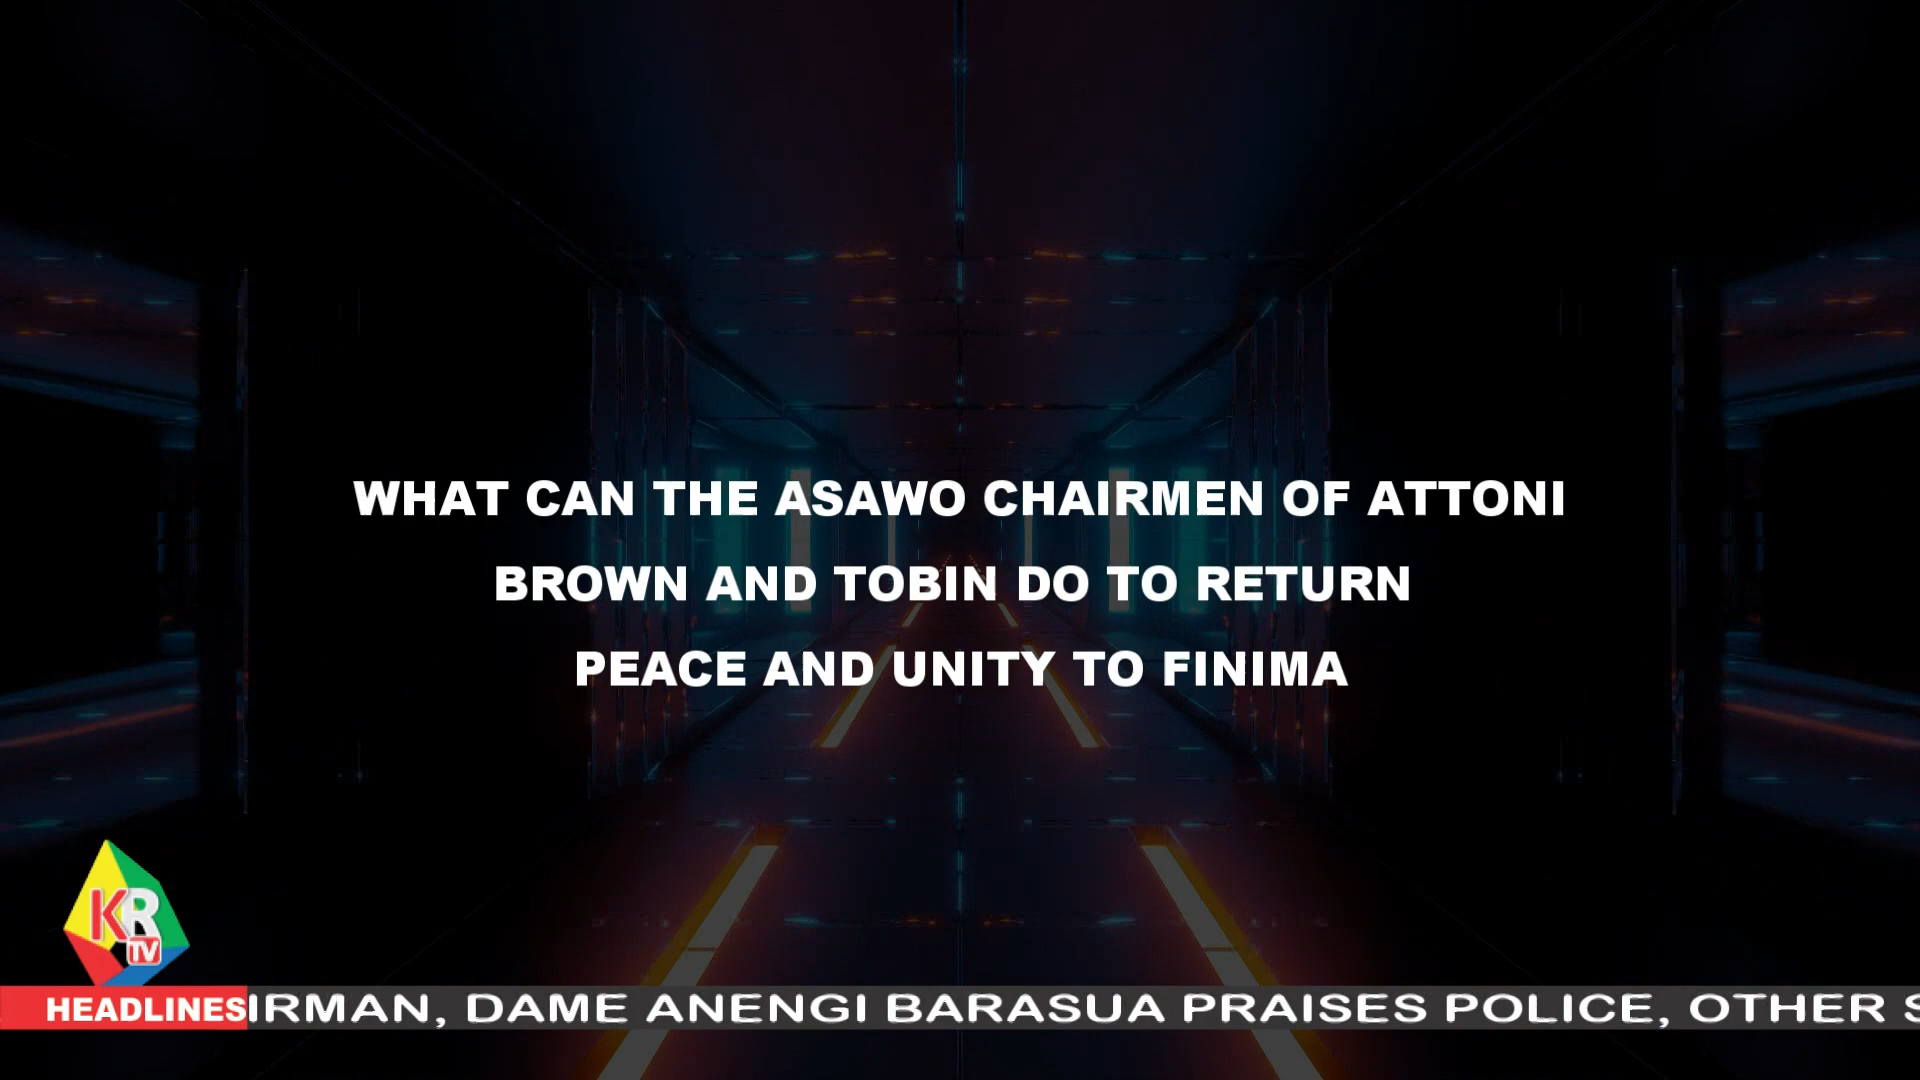 WHAT CAN THE ASAWO CHAIRMEN OF ATTONI
BROWN AND TOBIN DO TO RETURN
PEACE AND UNITY TO FINIMA
KR
TV
HEADLINES
IRMAN, DAME ANENGI BARASUA PRAISES POLICE, OTHER S